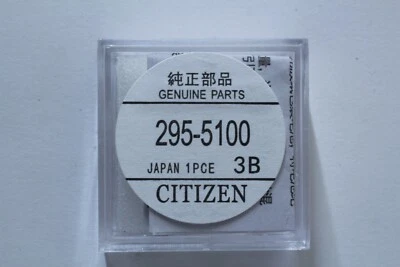 純正部品
GENUINE PARTS
295-5100
JAPAN 1PCE 3B
CITIZEN